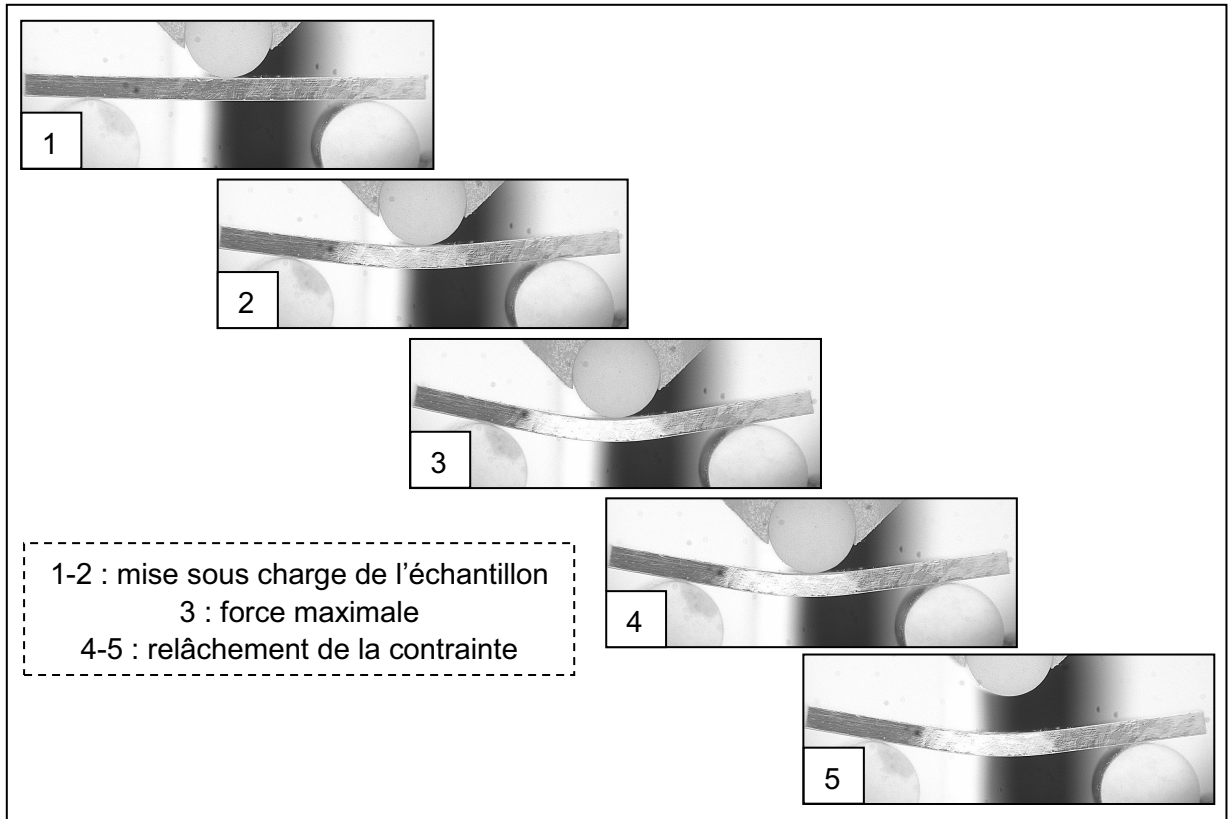 1
2
3
4
5
1-2 : mise sous charge de l’échantillon
3 : force maximale
4-5 : relâchement de la contrainte